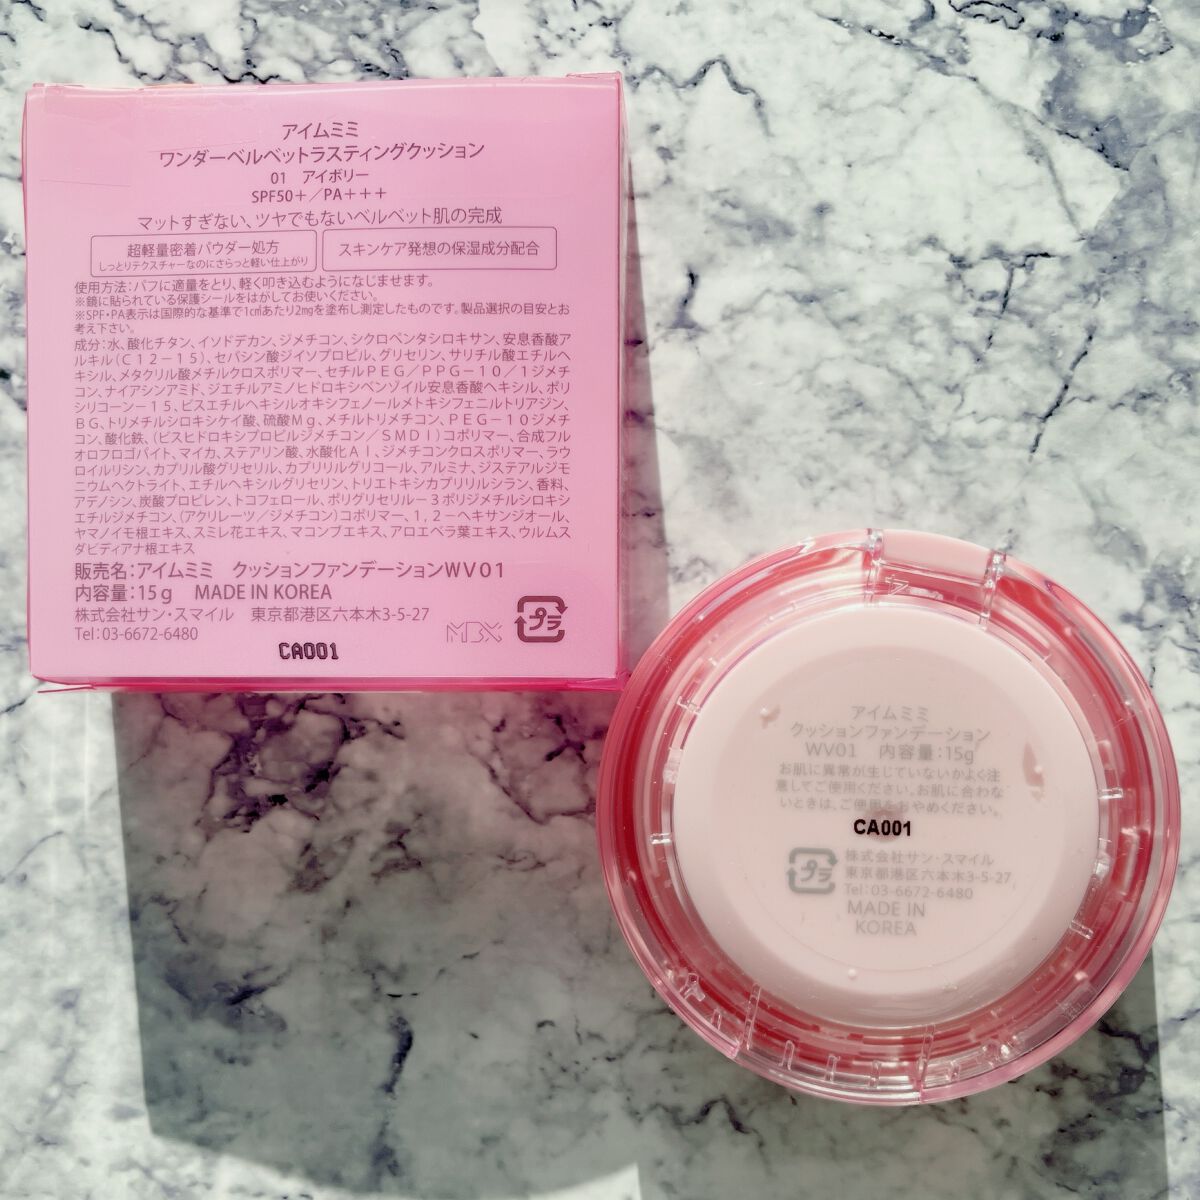 アイムミミ
ワンダーベルベットラスティングクッション
01 アイボリー
SPF50+/PA+++
マットすぎない、ツヤでもないベルベット肌の完成
超軽量密着パウダー処方
しっとりテクスチャーなのにさらっと軽い仕上がり
スキンケア発想の保湿成分配合
使用方法:パフに適量をとり、軽く叩き込むようになじませます。
※鏡に貼られている保護シールをはがしてお使いください。
※SPF・PA表示は国際的な基準で1㎠あたり2㎎を塗布し測定したものです。製品選択の目安とお
考え下さい。
成分:水、酸化チタン、イソドデカン、ジメチコン、シクロペンタシロキサン、安息香酸ア
ルキル(C12-15)、セバシン酸ジイソプロピル、グリセリン、サリチル酸エチルヘ
キシル、メタクリル酸メチルクロスポリマー、セチルPEG/PPG-10/1ジメチ
コン、ナイアシンアミド、ジエチルアミノヒドロキシベンゾイル安息香酸ヘキシル、ポリ
シリコーン-15、ビスエチルヘキシルオキシフェノールメトキシフェニルトリアジン、
BG、トリメチルシロキシケイ酸、硫酸Mg、メチルトリメチコン、PEG-10ジメチ
コン、酸化鉄、(ビスヒドロキシプロピルジメチコン/SMDI)コポリマー、合成フル
オロフロゴパイト、マイカ、ステアリン酸、水酸化Al、ジメチコンクロスポリマー、ラウ
ロイルリシン、カプリル酸グリセリル、カプリリルグリコール、アルミナ、ジステアルジモ
ニウムヘクトライト、エチルヘキシルグリセリン、トリエトキシカプリリルシラン、香料、
アデノシン、炭酸プロピレン、トコフェロール、ポリグリセリル-3ポリジメチルシロキシ
エチルジメチコン、(アクリレーツ/ジメチコン)コポリマー、1,2-ヘキサンジオール、
ヤマノイモ根エキス、スミレ花エキス、マコンブエキス、アロエベラ葉エキス、ウルムス
ダビディアナ根エキス
販売名:アイムミミ クッションファンデーションWV01
内容量:15g MADE IN KOREA
株式会社サン・スマイル 東京都港区六本木3-5-27
Tel:03-6672-6480
MBX
プラ
CA001
アイムミミ
クッションファンデーション
WV01 内容量:15g
お肌に異常が生じていないかよく注
意してご使用ください。お肌に合わな
いときは、ご使用をおやめください。
CA001
プラ
株式会社サン・スマイル
東京都港区六本木3-5-27
Tel:03-6672-6480
MADE IN
KOREA